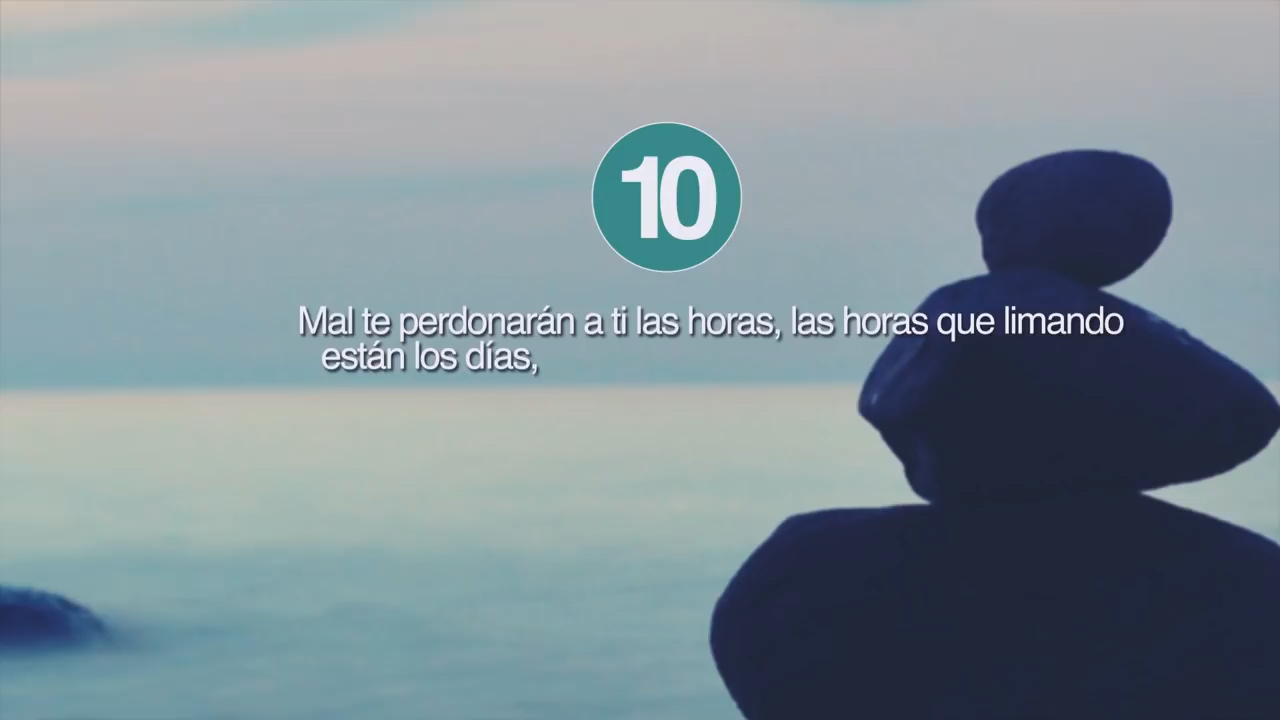 10
Mal te perdonarán a ti las horas, las horas que limando
están los días,